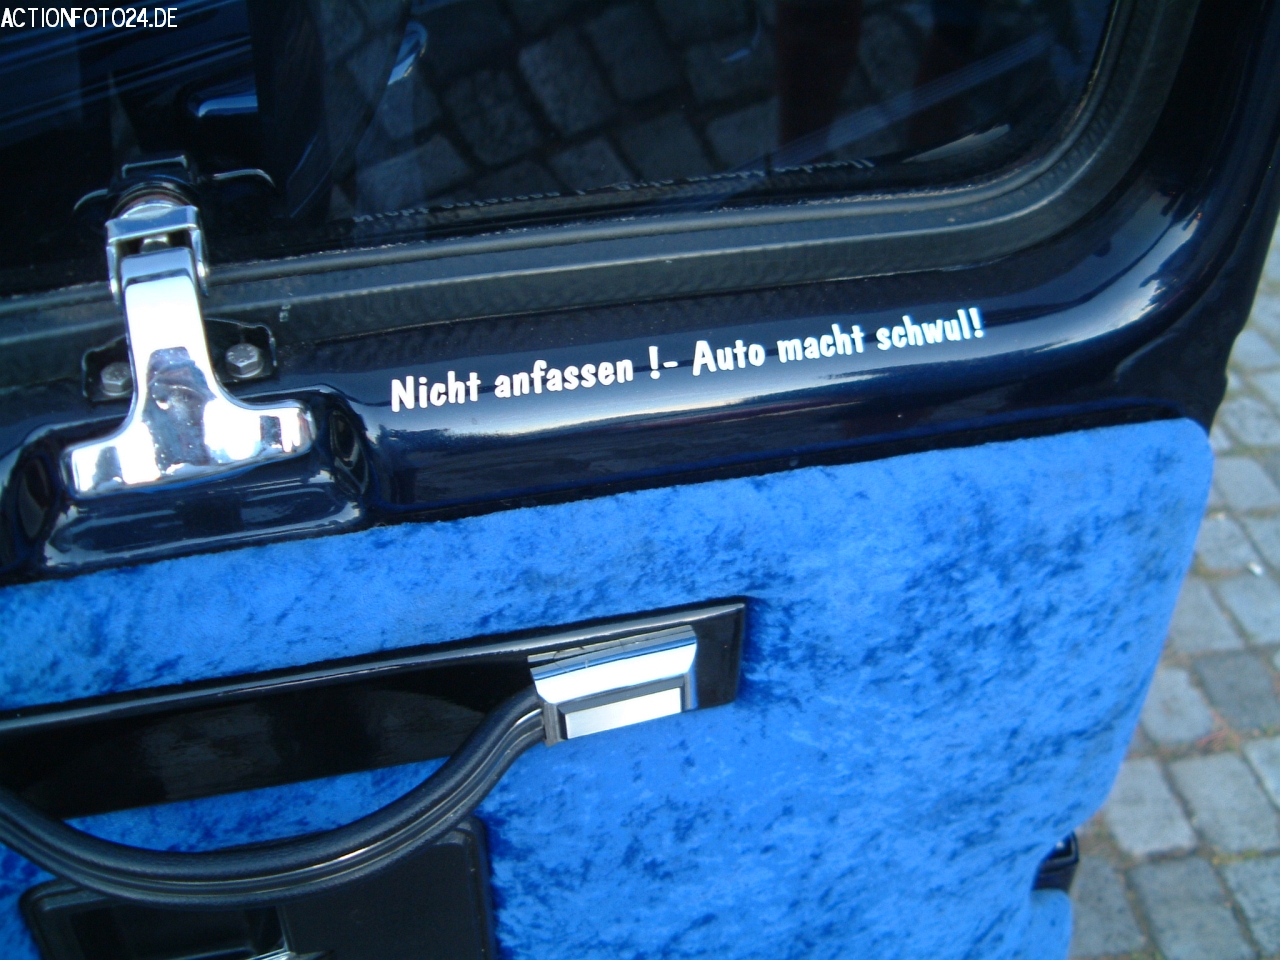 ACTIONFOTO24.DE
Nicht anfassen !- Auto macht schwul!